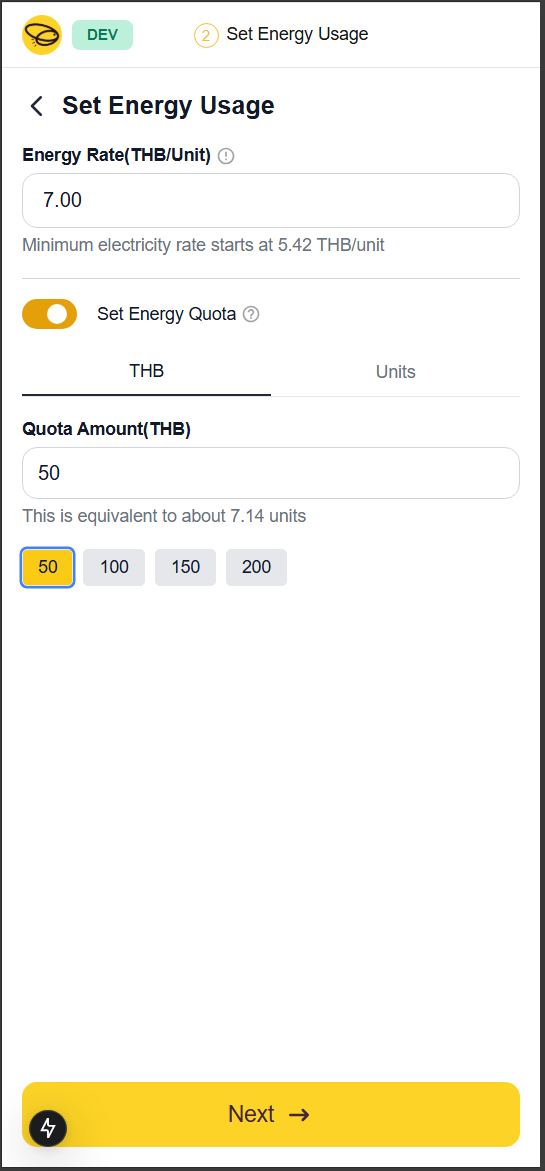 DEV
2 Set Energy Usage
Set Energy Usage
Energy Rate(THB/Unit)
7.00
Minimum electricity rate starts at 5.42 THB/unit
Set Energy Quota
THB Units
Quota Amount(THB)
50
This is equivalent to about 7.14 units
50 100 150 200
Next →